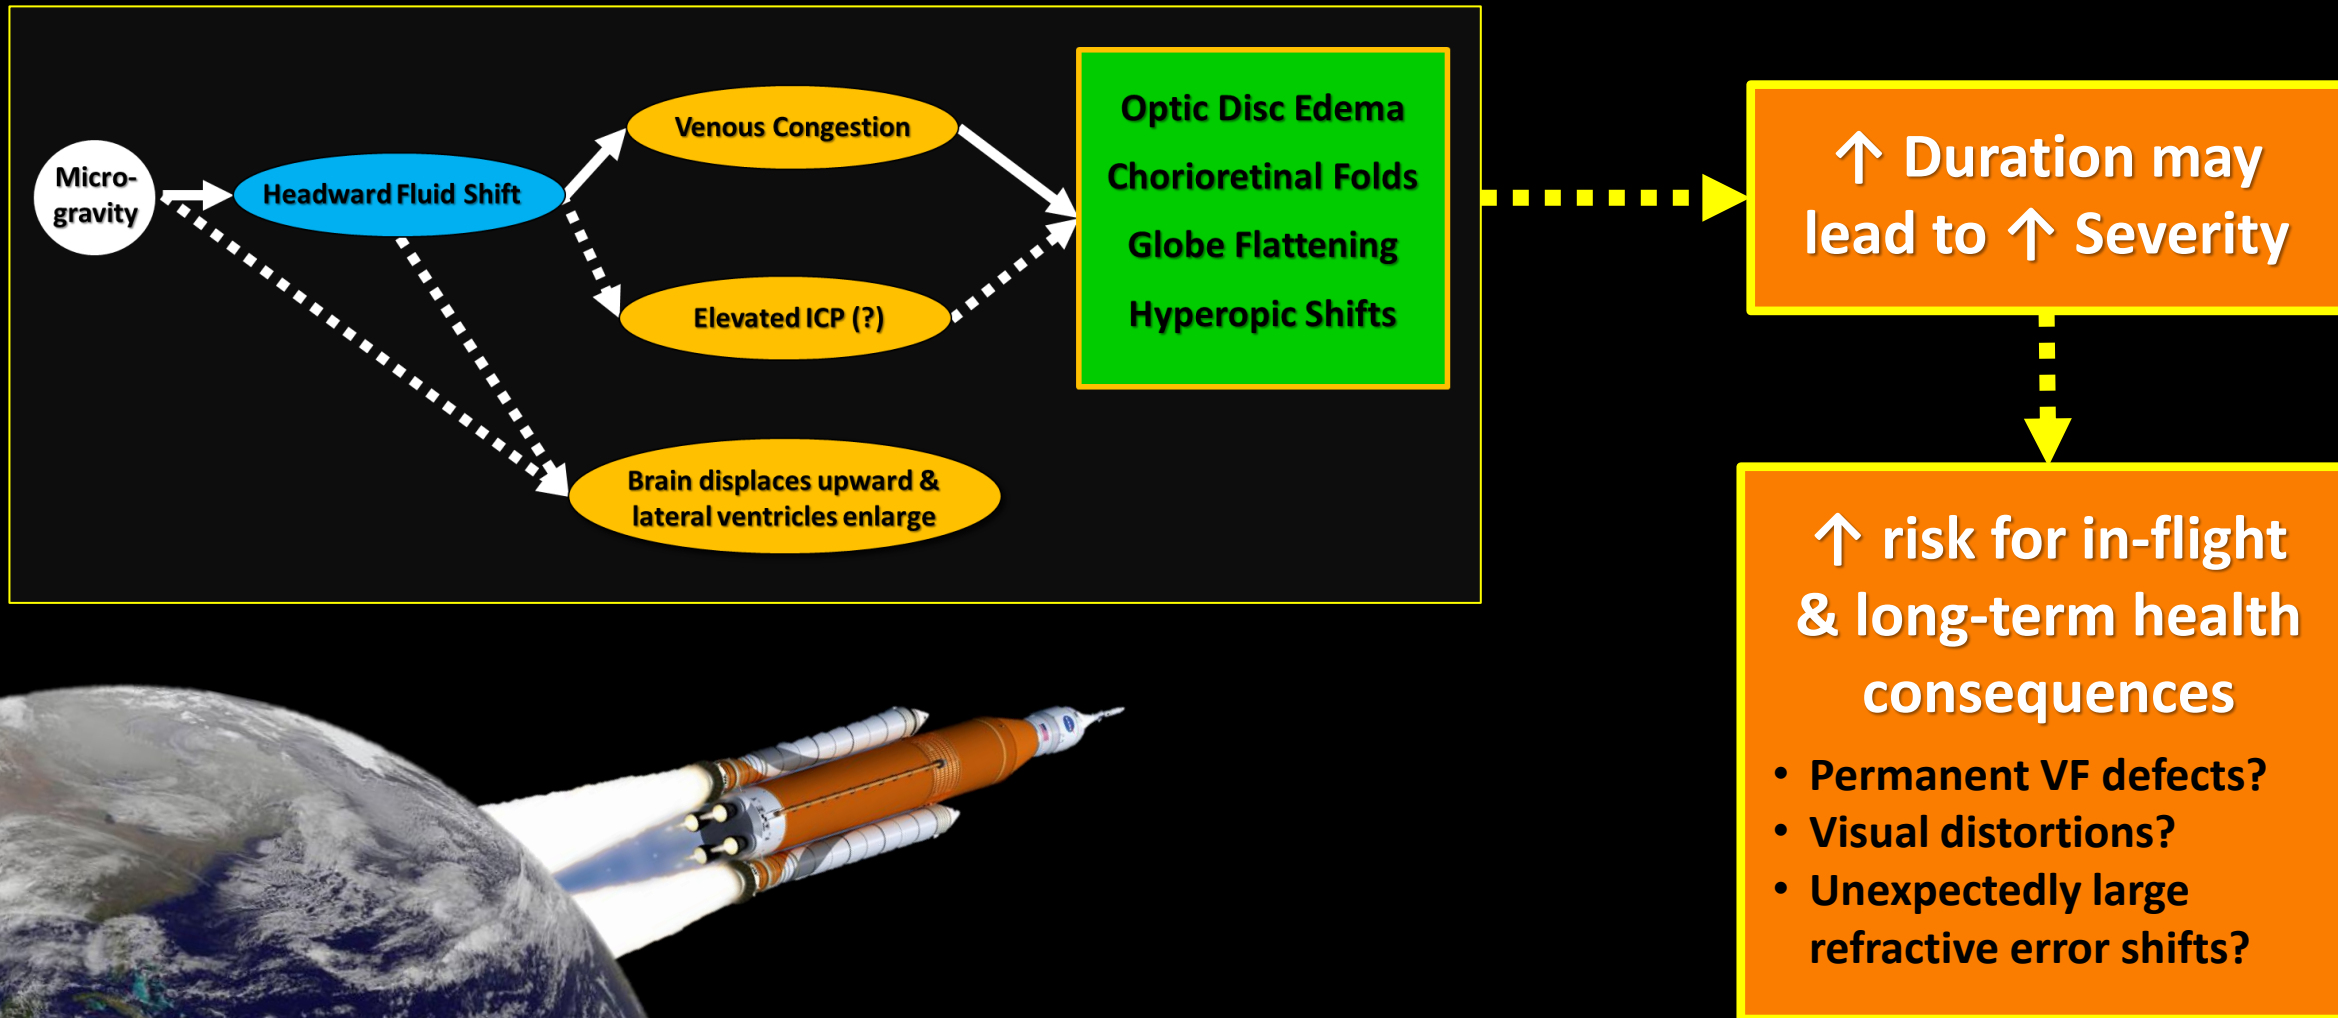 Micro-
gravity
Headward Fluid Shift
Venous Congestion
Elevated ICP (?)
Brain displaces upward &
lateral ventricles enlarge
Optic Disc Edema
Chorioretinal Folds
Globe Flattening
Hyperopic Shifts
↑ Duration may
lead to ↑ Severity
↑ risk for in-flight
& long-term health
consequences
• Permanent VF defects?
• Visual distortions?
• Unexpectedly large
refractive error shifts?